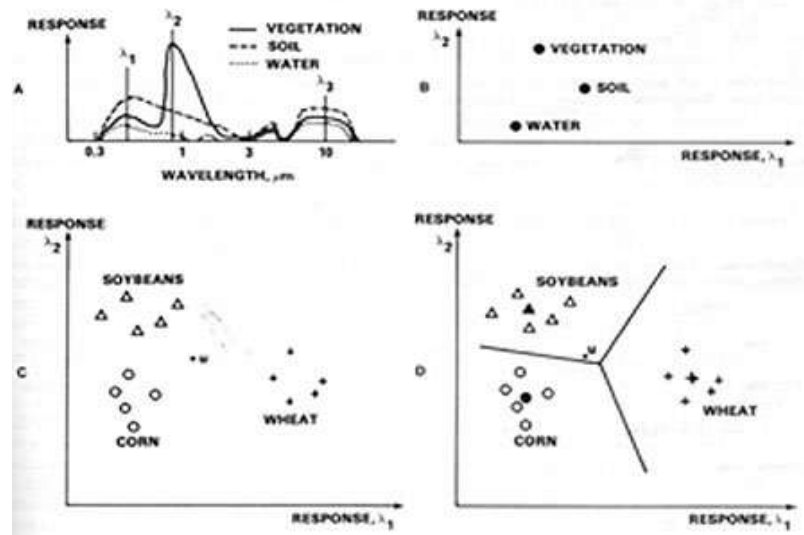 RESPONSE
λ1
λ2
λ3
VEGETATION
SOIL
WATER
A
0.3
1
3
10
WAVELENGTH, μm
RESPONSE
λ2
B
VEGETATION
SOIL
WATER
RESPONSE, λ1
RESPONSE
λ2
SOYBEANS
C
U
WHEAT
CORN
RESPONSE, λ1
RESPONSE
λ2
SOYBEANS
U
D
WHEAT
CORN
RESPONSE, λ1